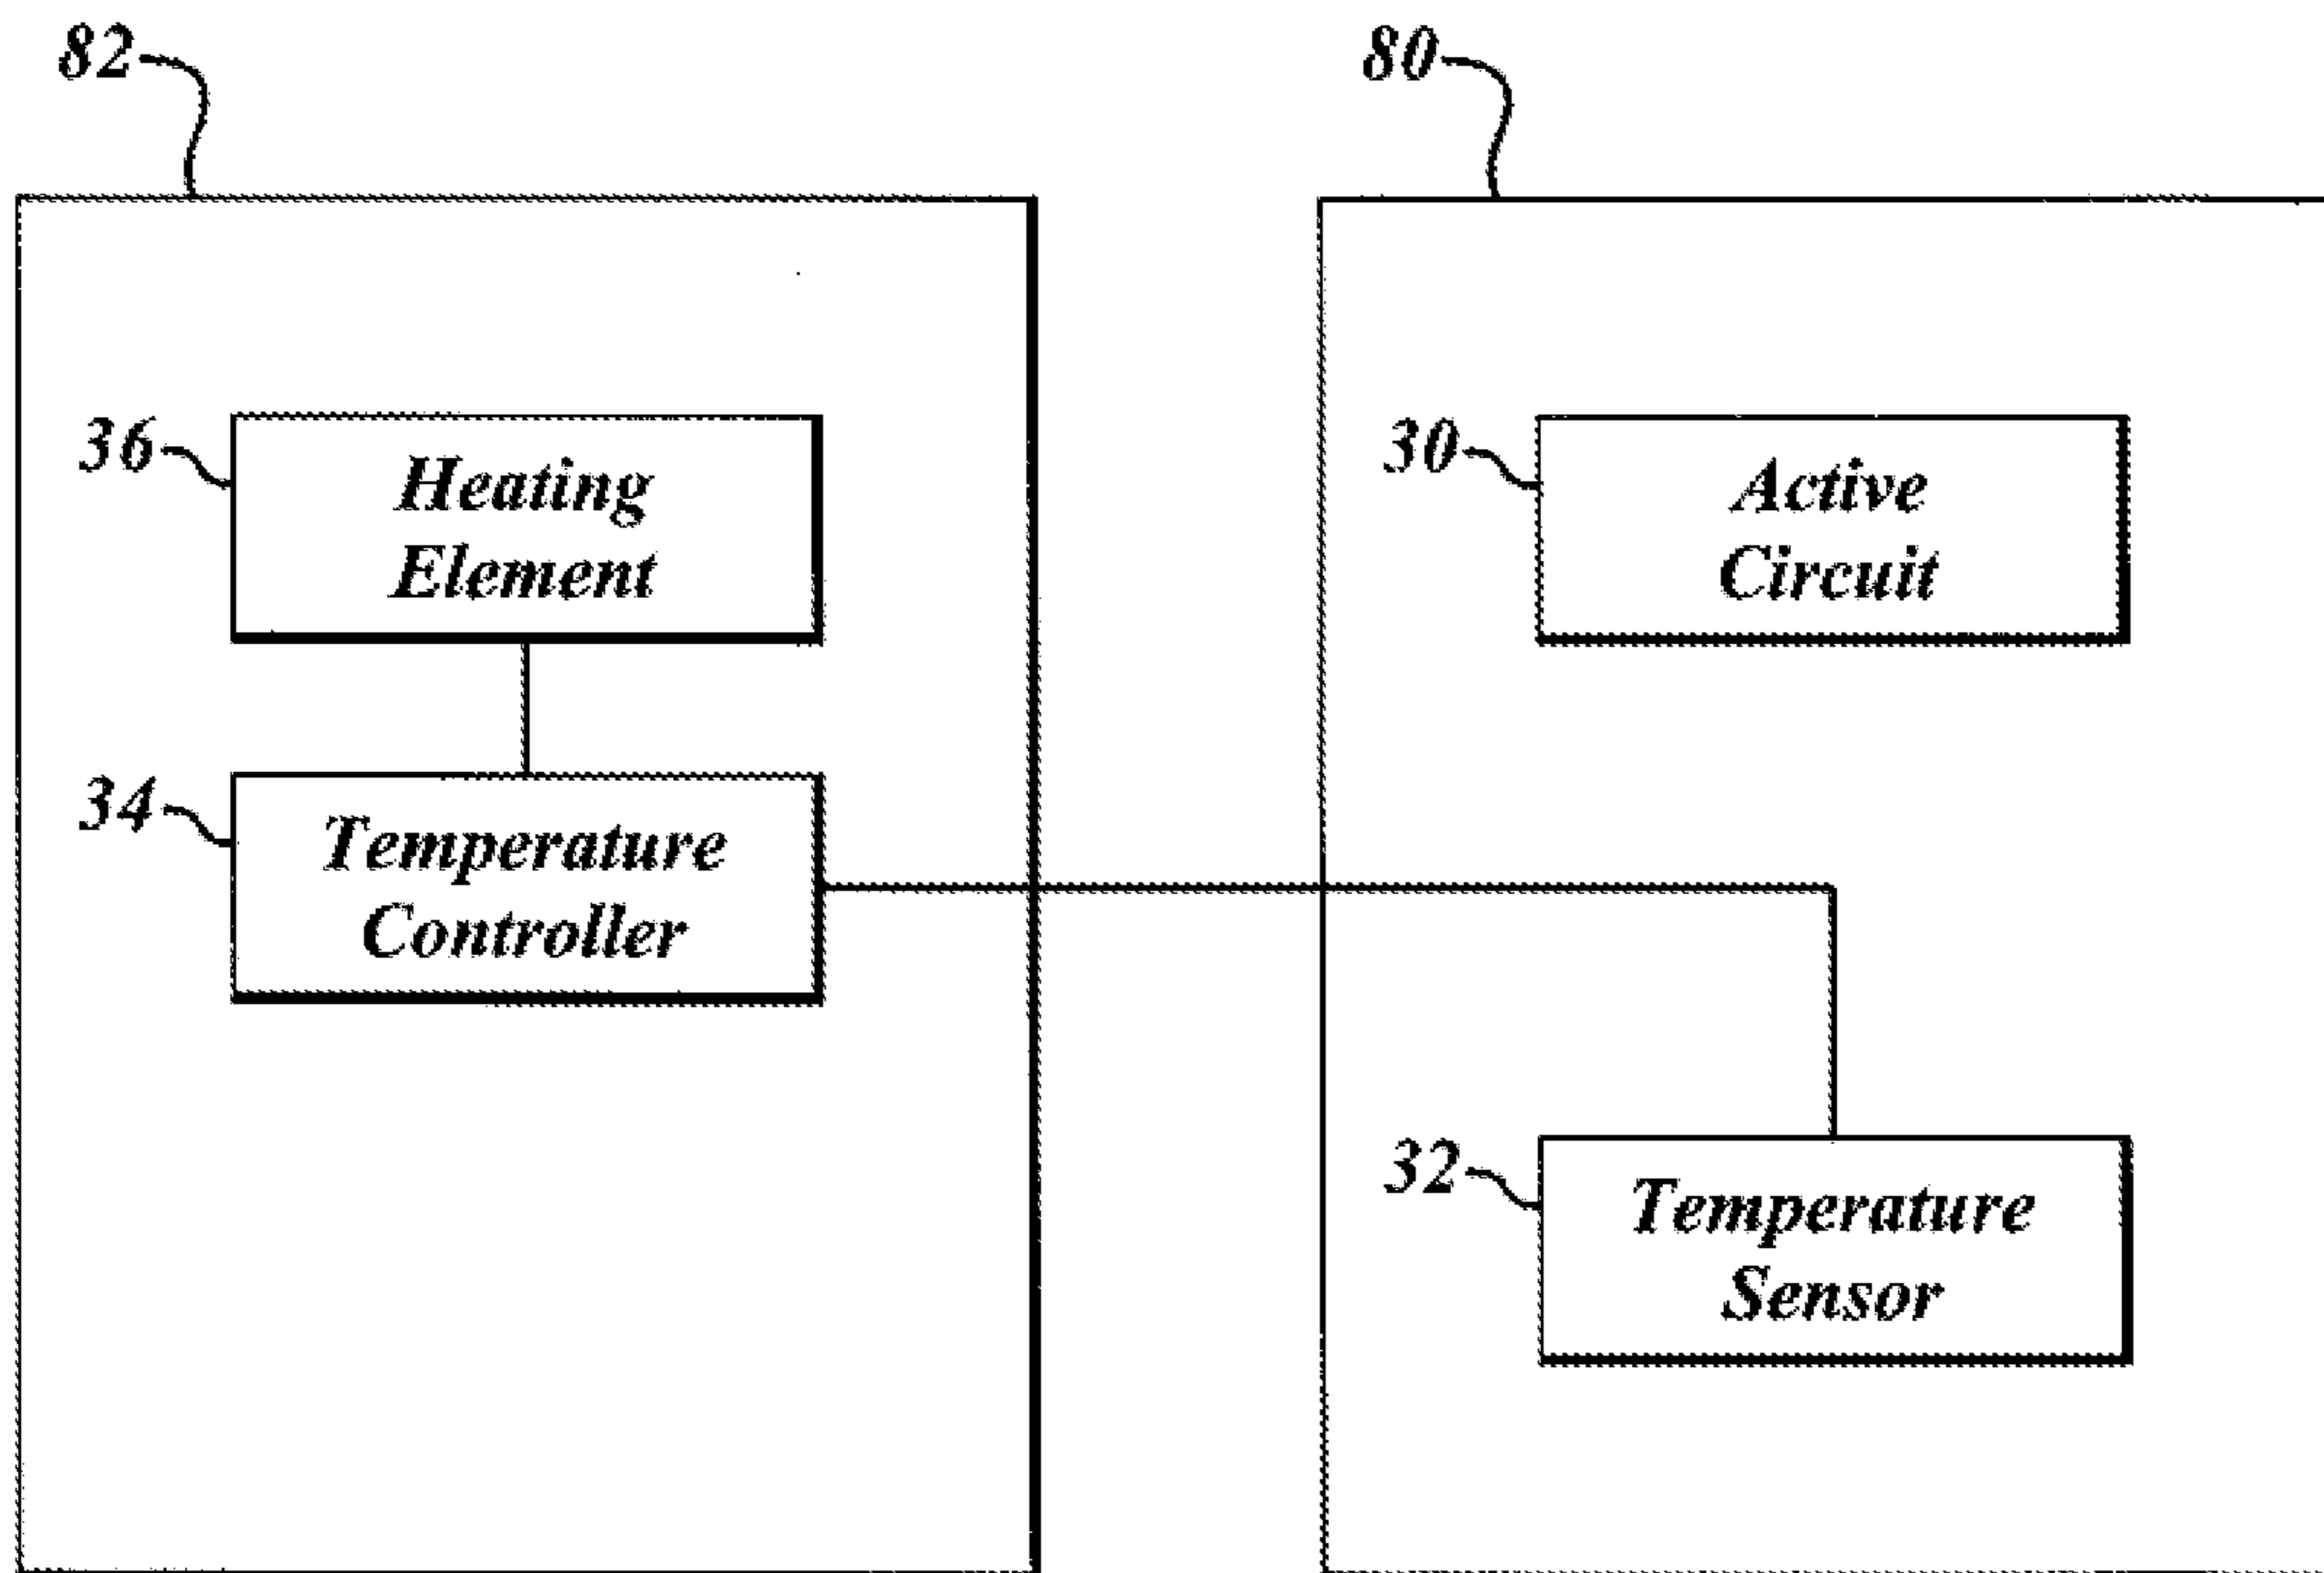 82
80
36
Heating
Element
30
Active
Circuit
34
Temperature
Controller
32
Temperature
Sensor